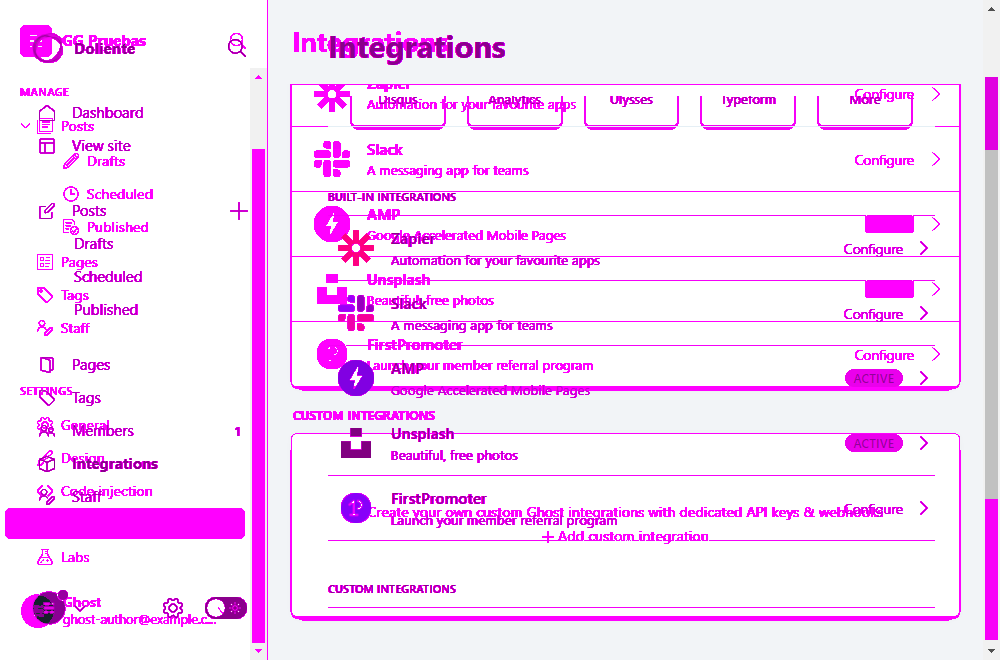 GG Pruebas
Doliente
MANAGE
Dashboard
Posts
View site
Drafts
Scheduled
Posts
Published
Drafts
Pages
Scheduled
Tags
Published
Staff
Pages
SETTINGS
Tags
General
Members 1
Design
Integrations
Code injection
Staff
Labs
Ghost
ghost-author@example.c...
Integrations
Integrations
Zapier
Automation for your favourite apps
Configure
Disqus
Analytics
Ulysses
Typeform
More
Slack
A messaging app for teams
Configure
BUILT-IN INTEGRATIONS
AMP
Google Accelerated Mobile Pages
Zapier
Automation for your favourite apps
Configure
Unsplash
Beautiful, free photos
Slack
A messaging app for teams
Configure
FirstPromoter
Launch your member referral program
Configure
AMP
Google Accelerated Mobile Pages
ACTIVE
CUSTOM INTEGRATIONS
Unsplash
Beautiful, free photos
ACTIVE
FirstPromoter
Launch your member referral program
Configure
Create your own custom Ghost integrations with dedicated API keys & webhooks
+ Add custom integration
CUSTOM INTEGRATIONS